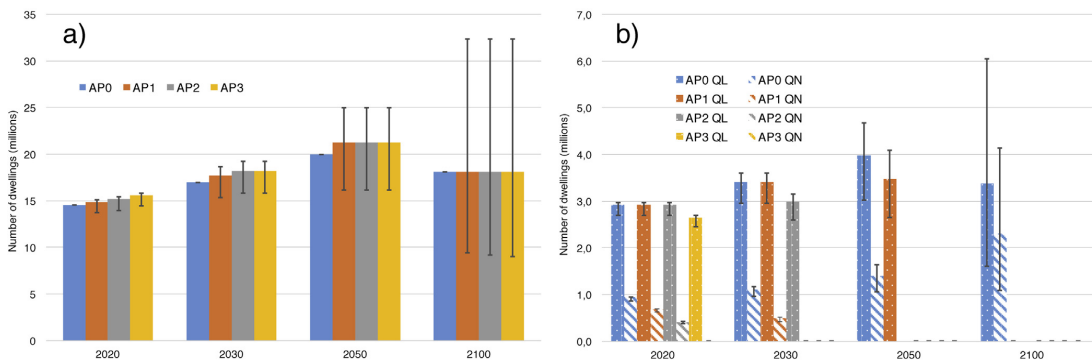 a)
Number of dwellings (millions)
35
30
25
20
15
10
5
0
AP0 AP1 AP2 AP3
2020 2030 2050 2100
b)
Number of dwellings (millions)
7,0
6,0
5,0
4,0
3,0
2,0
1,0
0,0
AP0 QL AP0 QN
AP1 QL AP1 QN
AP2 QL AP2 QN
AP3 QL AP3 QN
2020 2030 2050 2100